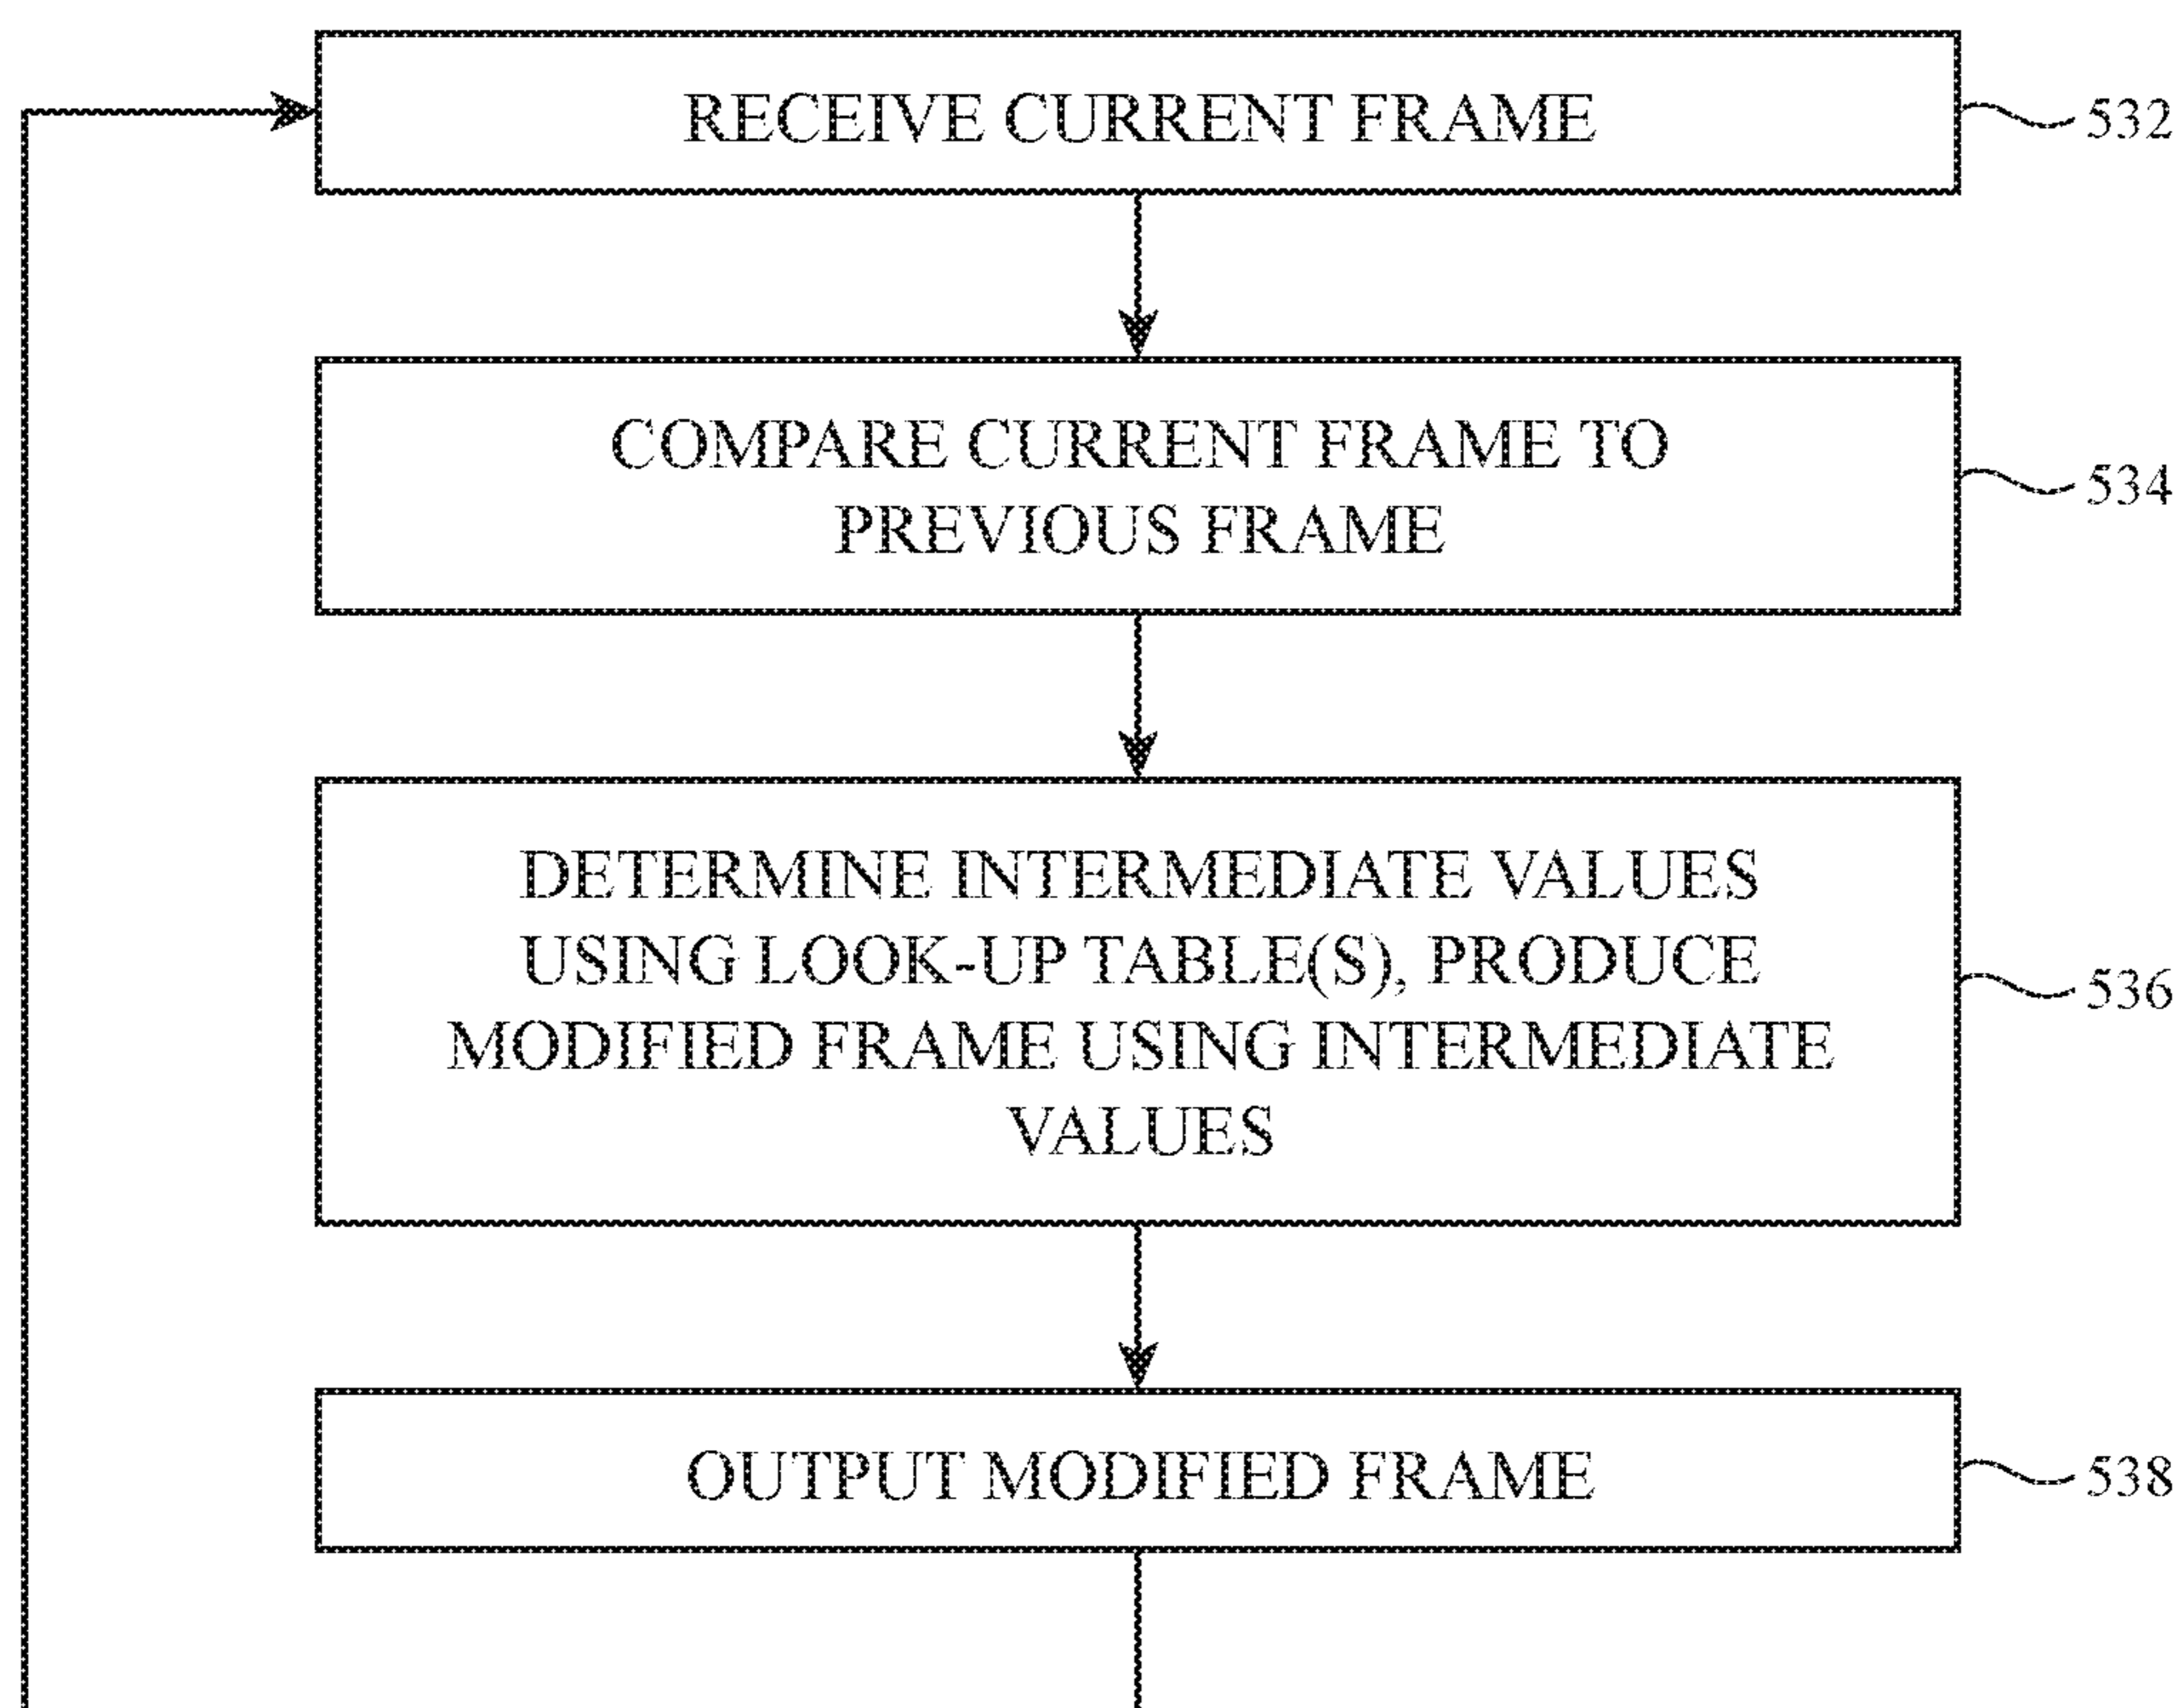 RECEIVE CURRENT FRAME
532
COMPARE CURRENT FRAME TO
PREVIOUS FRAME
534
DETERMINE INTERMEDIATE VALUES
USING LOOK-UP TABLE(S), PRODUCE
MODIFIED FRAME USING INTERMEDIATE
VALUES
536
OUTPUT MODIFIED FRAME
538